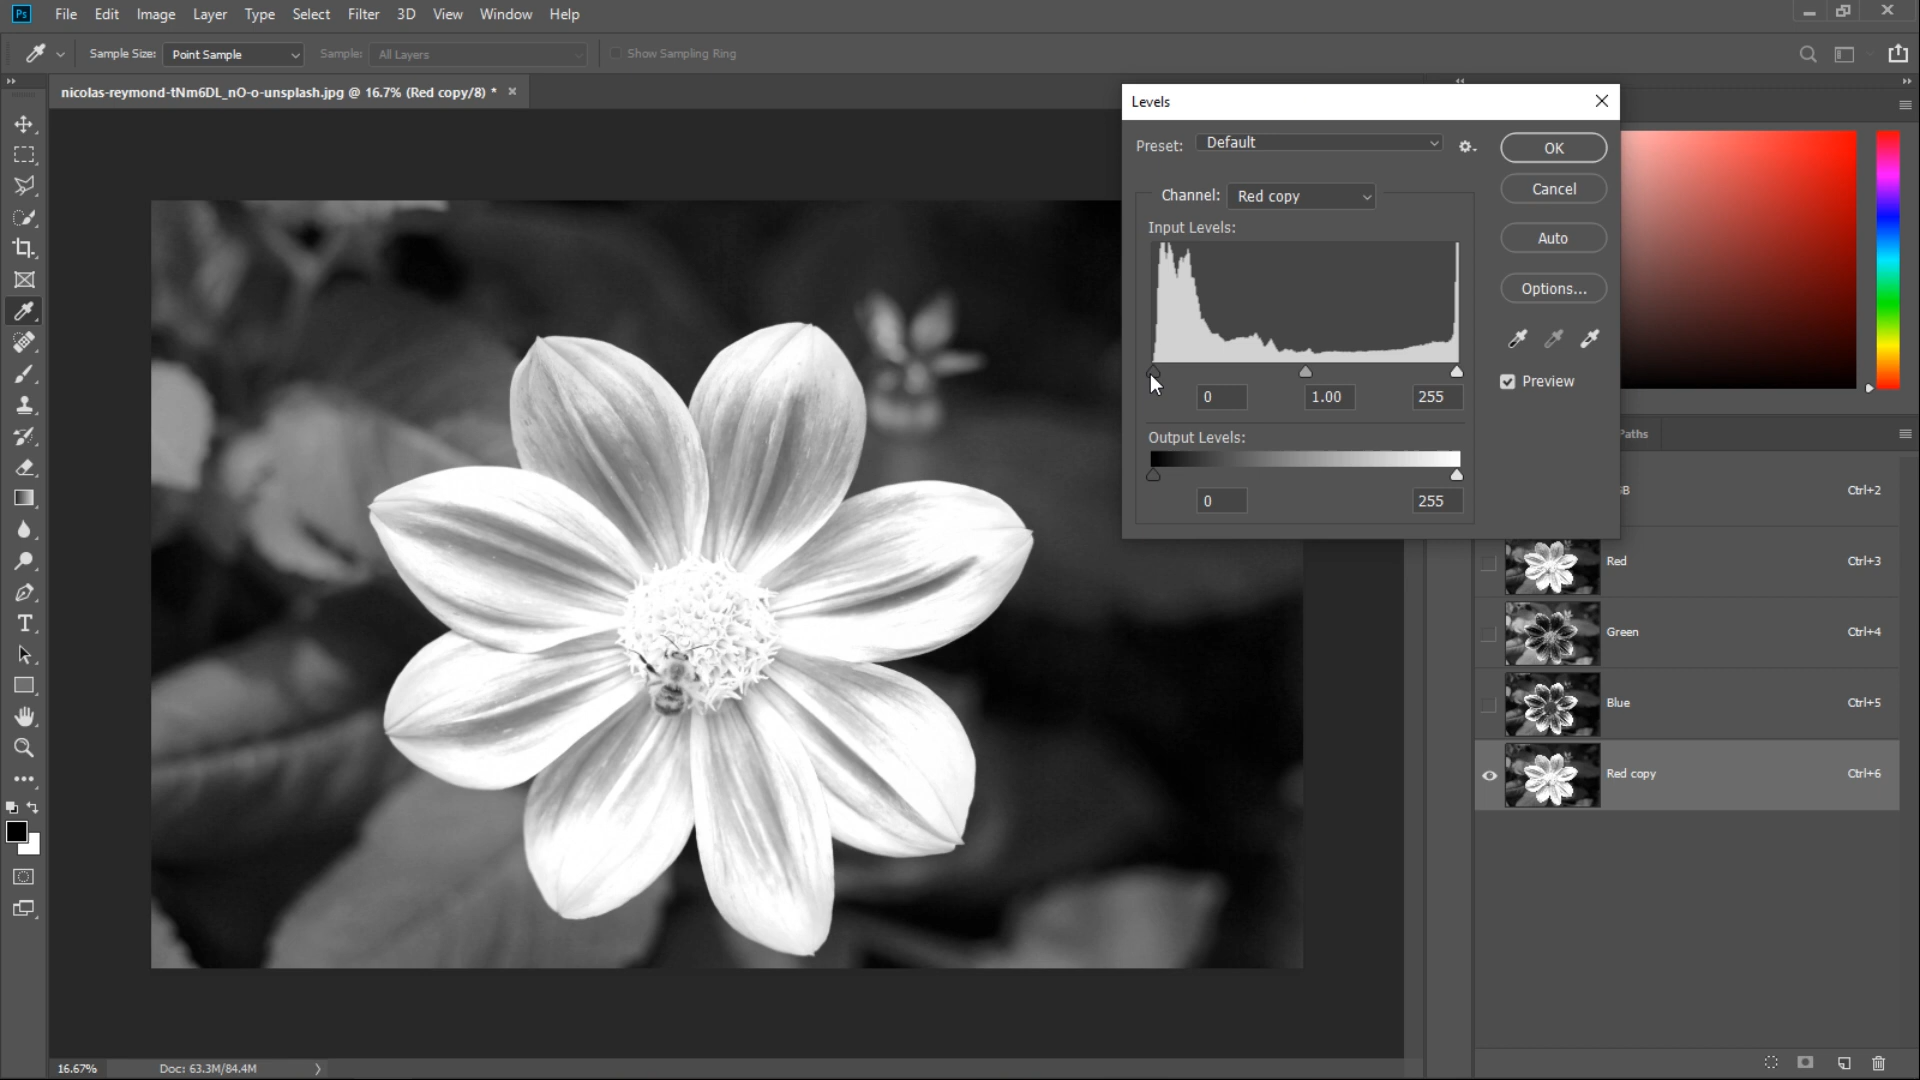 Ps File Edit Image Layer Type Select Filter 3D View Window Help
Sample Size: Point Sample Sample: All Layers Show Sampling Ring
nicolas-reymond-tNm6DL_nO-o-unsplash.jpg @ 16.7% (Red copy/8) *
Levels
Preset: Default
OK
Channel: Red copy
Cancel
Input Levels:
Auto
Options...
Preview
0 1.00 255
Output Levels:
0 255
Paths
Ctrl+2
Red Ctrl+3
Green Ctrl+4
Blue Ctrl+5
Red copy Ctrl+6
16.67% Doc: 63.3M/84.4M